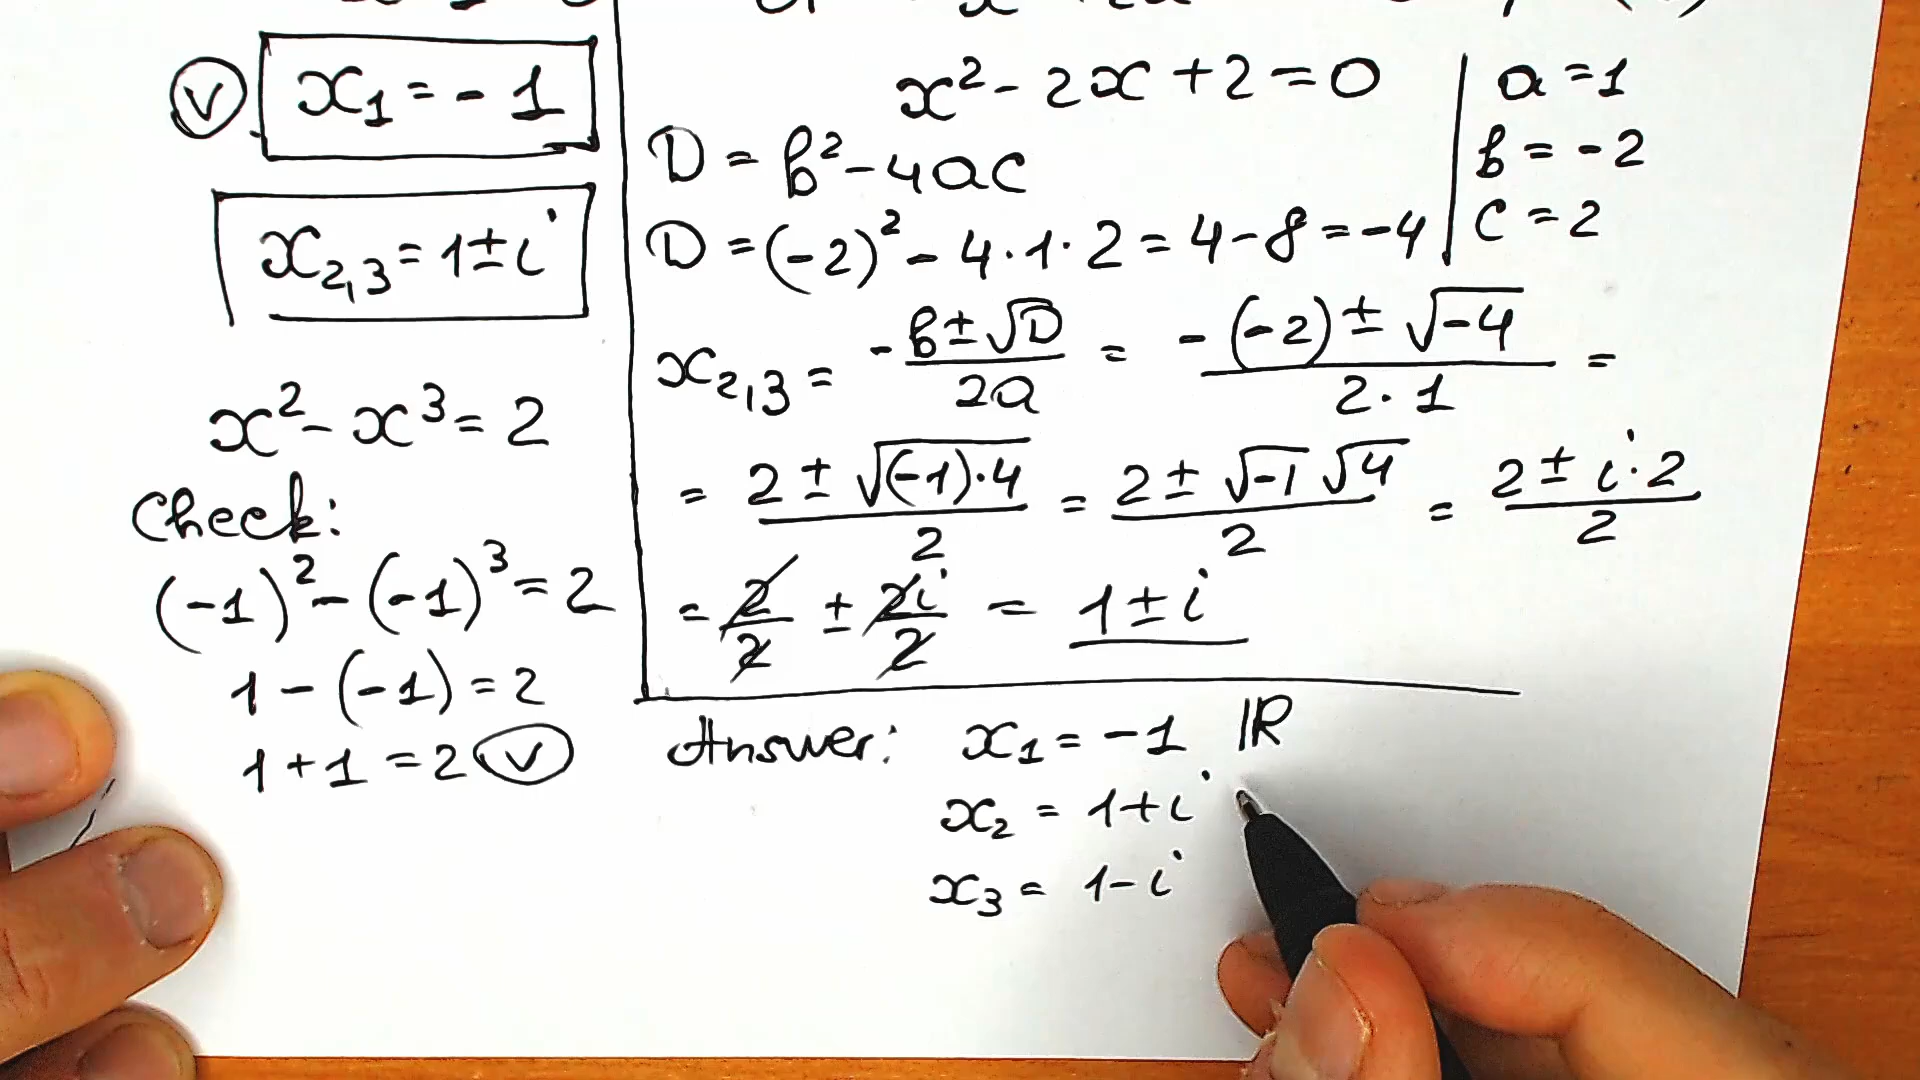 x₁ = - 1
x₂,₃ = 1 ± i
x² - x³ = 2
Check:
(-1)² - (-1)³ = 2
1 - (-1) = 2
1 + 1 = 2 v
v
x² - 2x + 2 = 0
a = 1
b = -2
c = 2
D = b² - 4ac
D = (-2)² - 4 · 1 · 2 = 4 - 8 = -4
x₂,₃ = (-b ± √D)/(2a) = (-(-2) ± √-4)/(2 · 1) =
= (2 ± √(-1) · 4)/2 = (2 ± √-1 √4)/2 = (2 ± i · 2)/2
= 2/2 ± 2i/2 = 1 ± i
Answer: x₁ = -1 ℝ
x₂ = 1 + i
x₃ = 1 - i